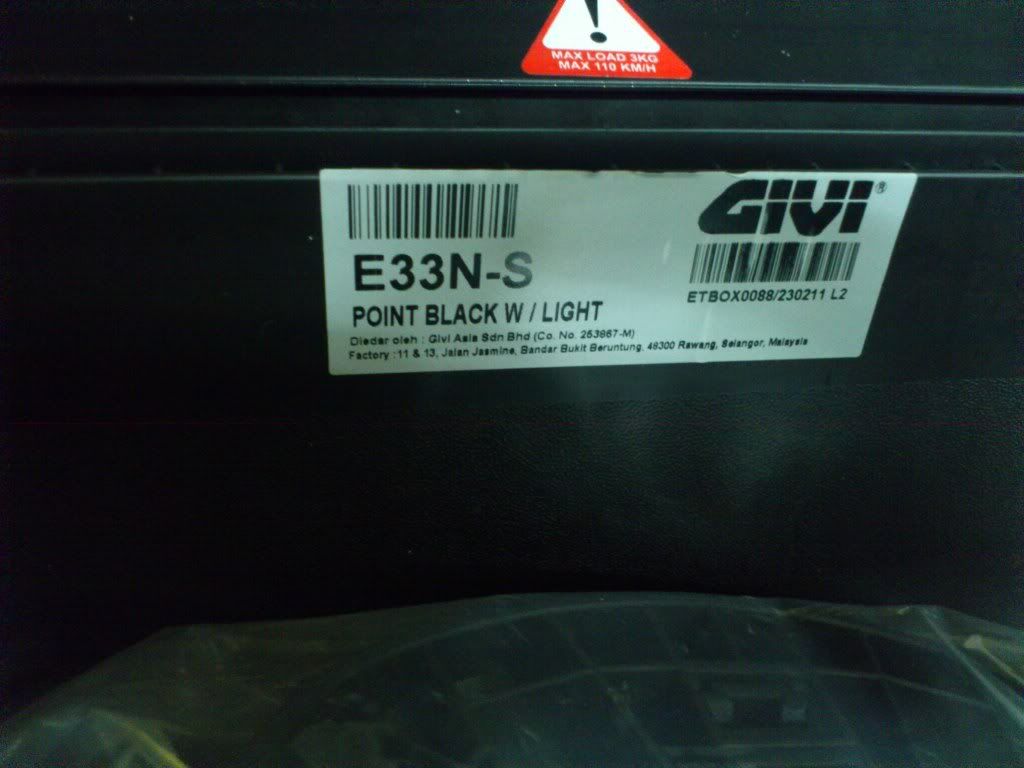 !
MAX LOAD 3KG
MAX 110 KM/H
GIVI®
E33N-S
ETBOX0088/230211 L2
POINT BLACK W / LIGHT
Diedar oleh : Givi Asia Sdn Bhd (Co. No. 253967-M)
Factory : 11 & 13, Jalan Jasmine, Bandar Bukit Beruntung, 48300 Rawang, Selangor, Malaysia